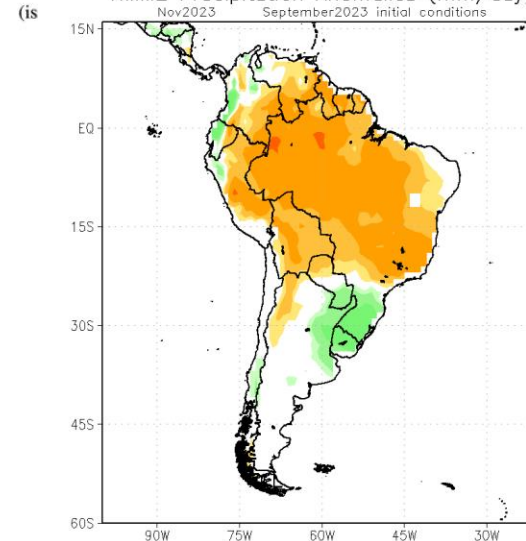 (is
Nov2023 September2023 initial conditions
15N
EQ
15S
30S
45S
60S
90W 75W 60W 45W 30W